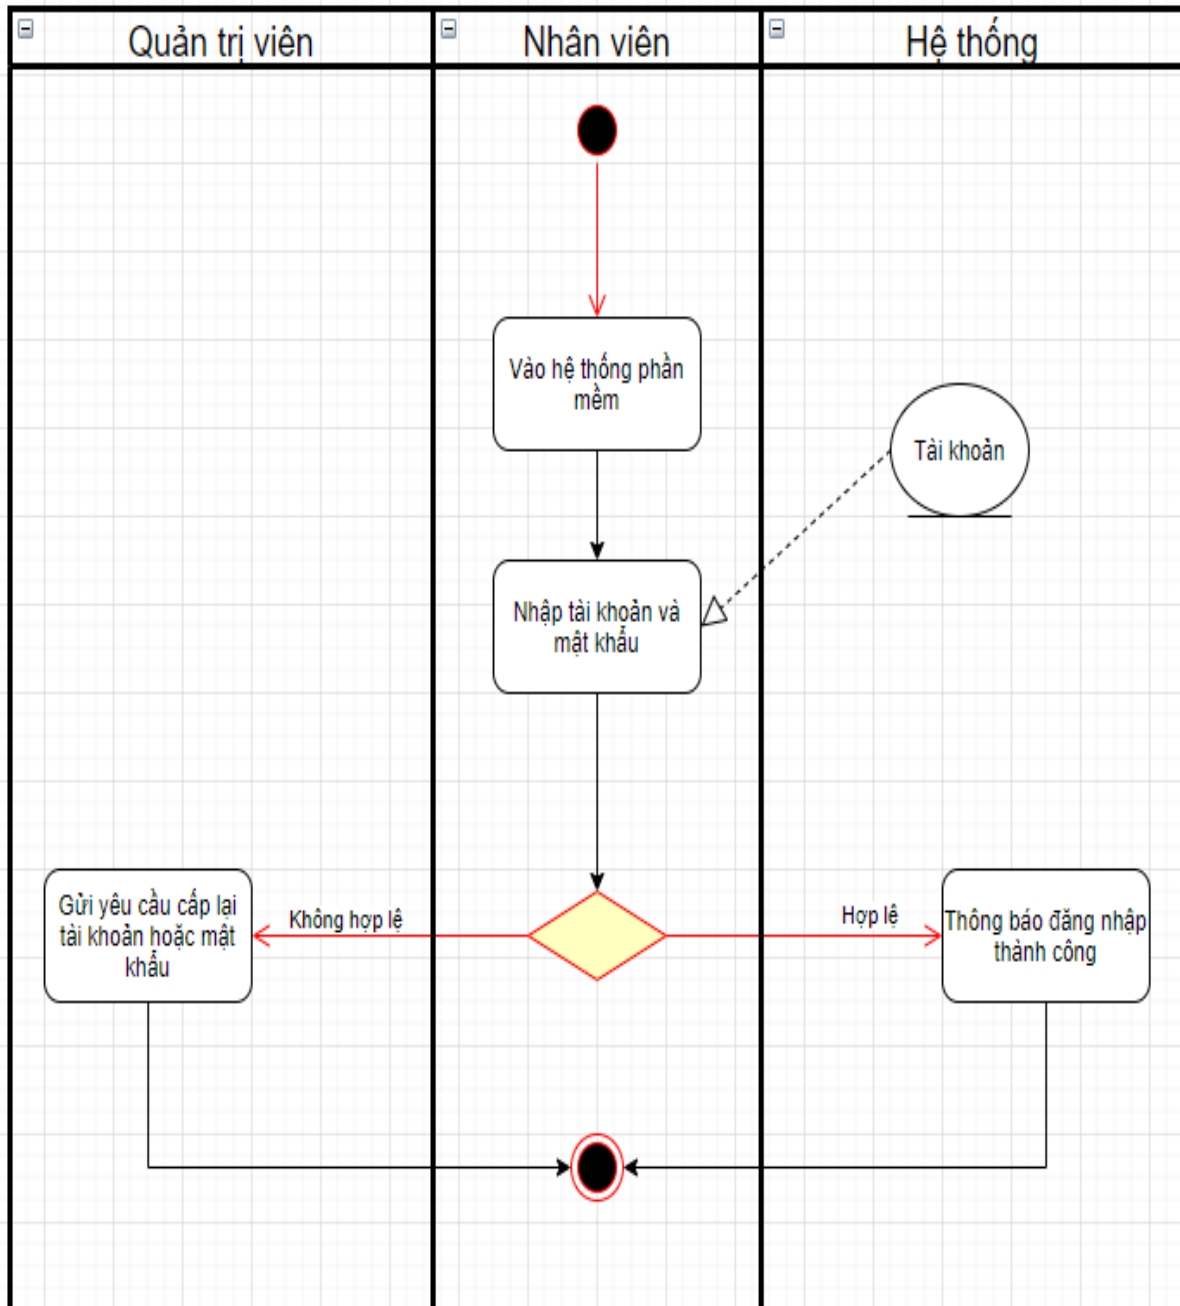 Quản trị viên
Nhân viên
Hệ thống
Vào hệ thống phần
mềm
Tài khoản
Nhập tài khoản và
mật khẩu
Gửi yêu cầu cấp lại
tài khoản hoặc mật
khẩu
Không hợp lệ
Hợp lệ
Thông báo đăng nhập
thành công